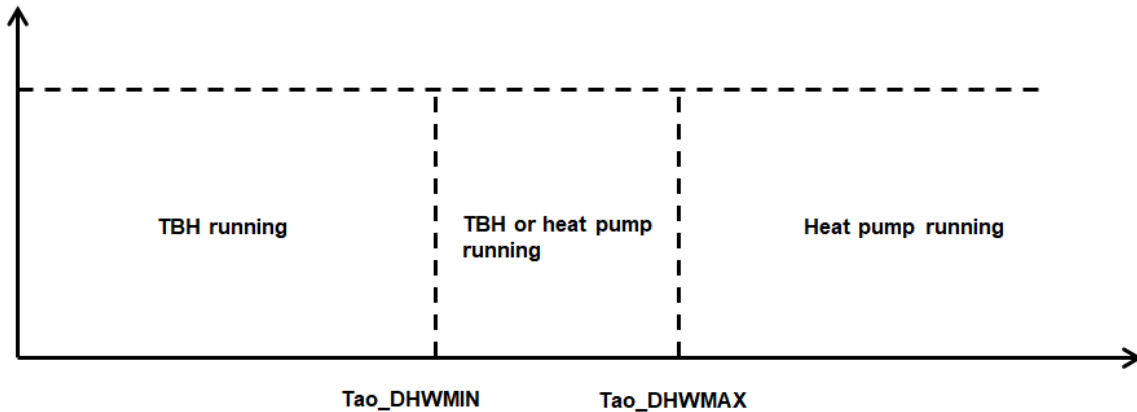 TBH running
TBH or heat pump
running
Heat pump running
Tao_DHWMIN
Tao_DHWMAX